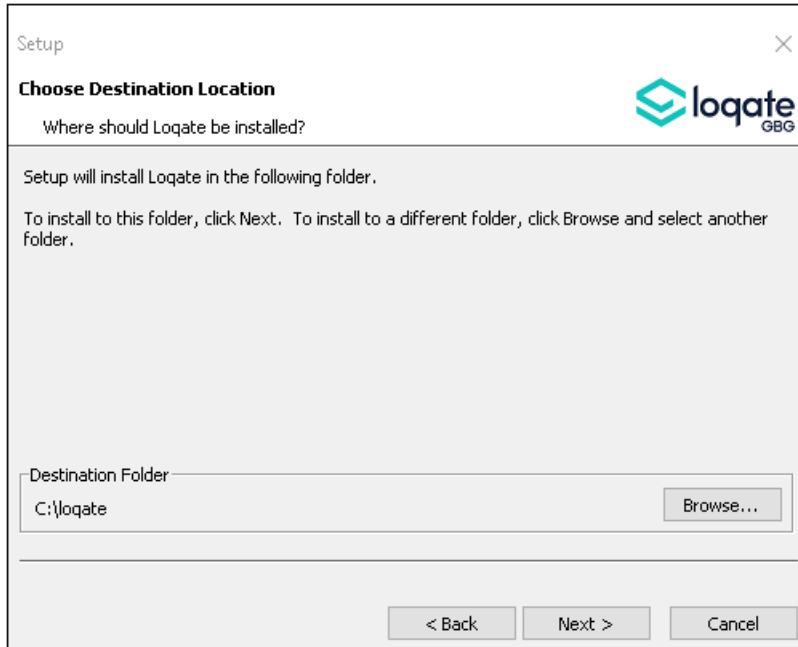 Setup
Choose Destination Location
Where should Loqate be installed?
loqate
GBG
Setup will install Loqate in the following folder.
To install to this folder, click Next.  To install to a different folder, click Browse and select another
folder.
Destination Folder
C:\loqate
Browse...
< Back
Next >
Cancel